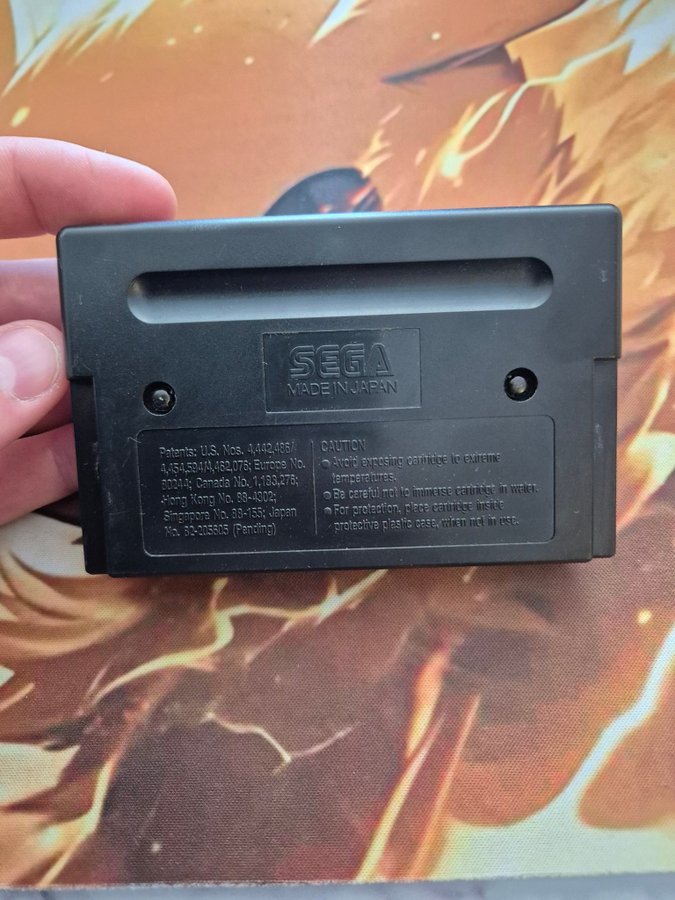 SEGA
MADE IN JAPAN
Patents: U.S. Nos. 4,442,486/
4,454,594/4,462,076; Europe No.
80244; Canada No. 1,183,276;
Hong Kong No. 88-4302;
Singapore No. 88-155; Japan
No. 82-205605 (Pending)
CAUTION
● Avoid exposing cartridge to extreme
temperatures.
● Be careful not to immerse cartridge in water.
● For protection, place cartridge inside
protective plastic case, when not in use.